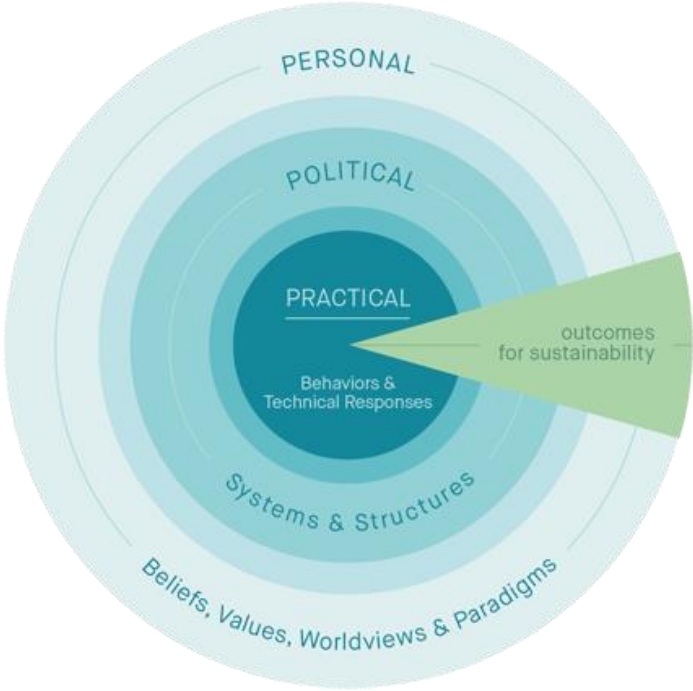 PERSONAL
POLITICAL
PRACTICAL
outcomes
for sustainability
Behaviors &
Technical Responses
Systems & Structures
Beliefs, Values, Worldviews & Paradigms